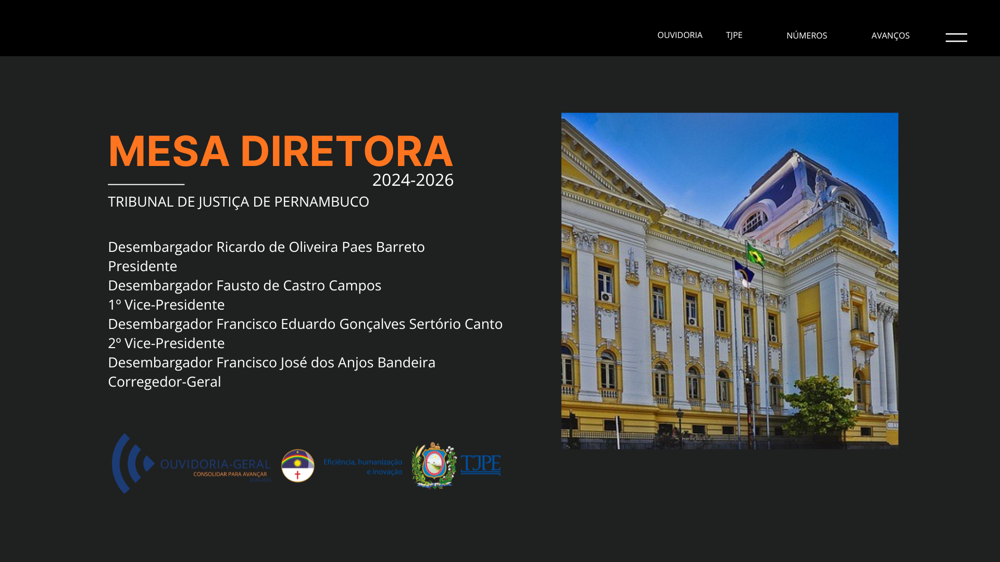 OUVIDORIA TJPE NÚMEROS AVANÇOS
MESA DIRETORA
2024-2026
TRIBUNAL DE JUSTIÇA DE PERNAMBUCO
Desembargador Ricardo de Oliveira Paes Barreto
Presidente
Desembargador Fausto de Castro Campos
1º Vice-Presidente
Desembargador Francisco Eduardo Gonçalves Sertório Canto
2º Vice-Presidente
Desembargador Francisco José dos Anjos Bandeira
Corregedor-Geral
OUVIDORIA-GERAL
CONSOLIDAR PARA AVANÇAR
2024-2026
Eficiência, humanização
e inovação
TJPE